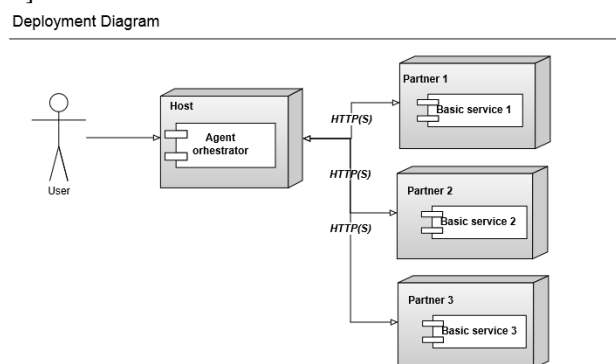 Deployment Diagram
Host
Agent
orhestrator
User
HTTP(S)
HTTP(S)
HTTP(S)
Partner 1
Basic service 1
Partner 2
Basic service 2
Partner 3
Basic service 3